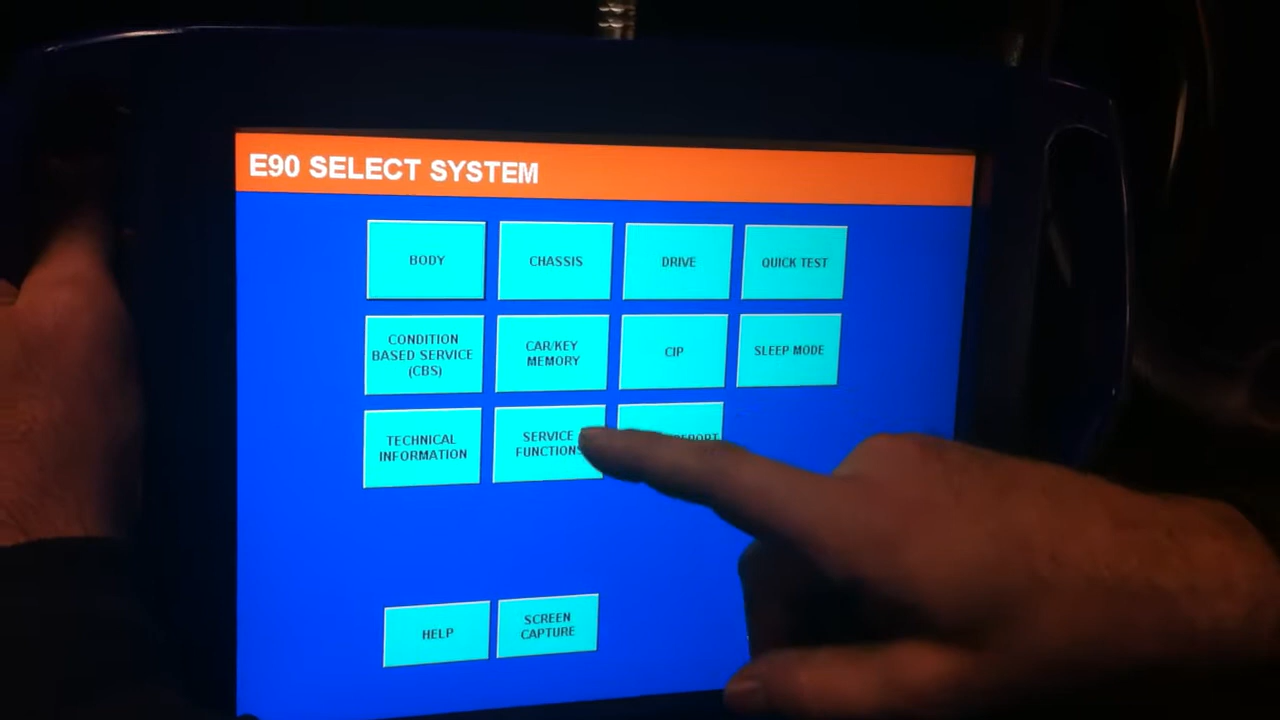 E90 SELECT SYSTEM
BODY
CHASSIS
DRIVE
QUICK TEST
CONDITION
BASED SERVICE
(CBS)
CAR/KEY
MEMORY
CIP
SLEEP MODE
TECHNICAL
INFORMATION
SERVICE
FUNCTIONS
HELP
SCREEN
CAPTURE